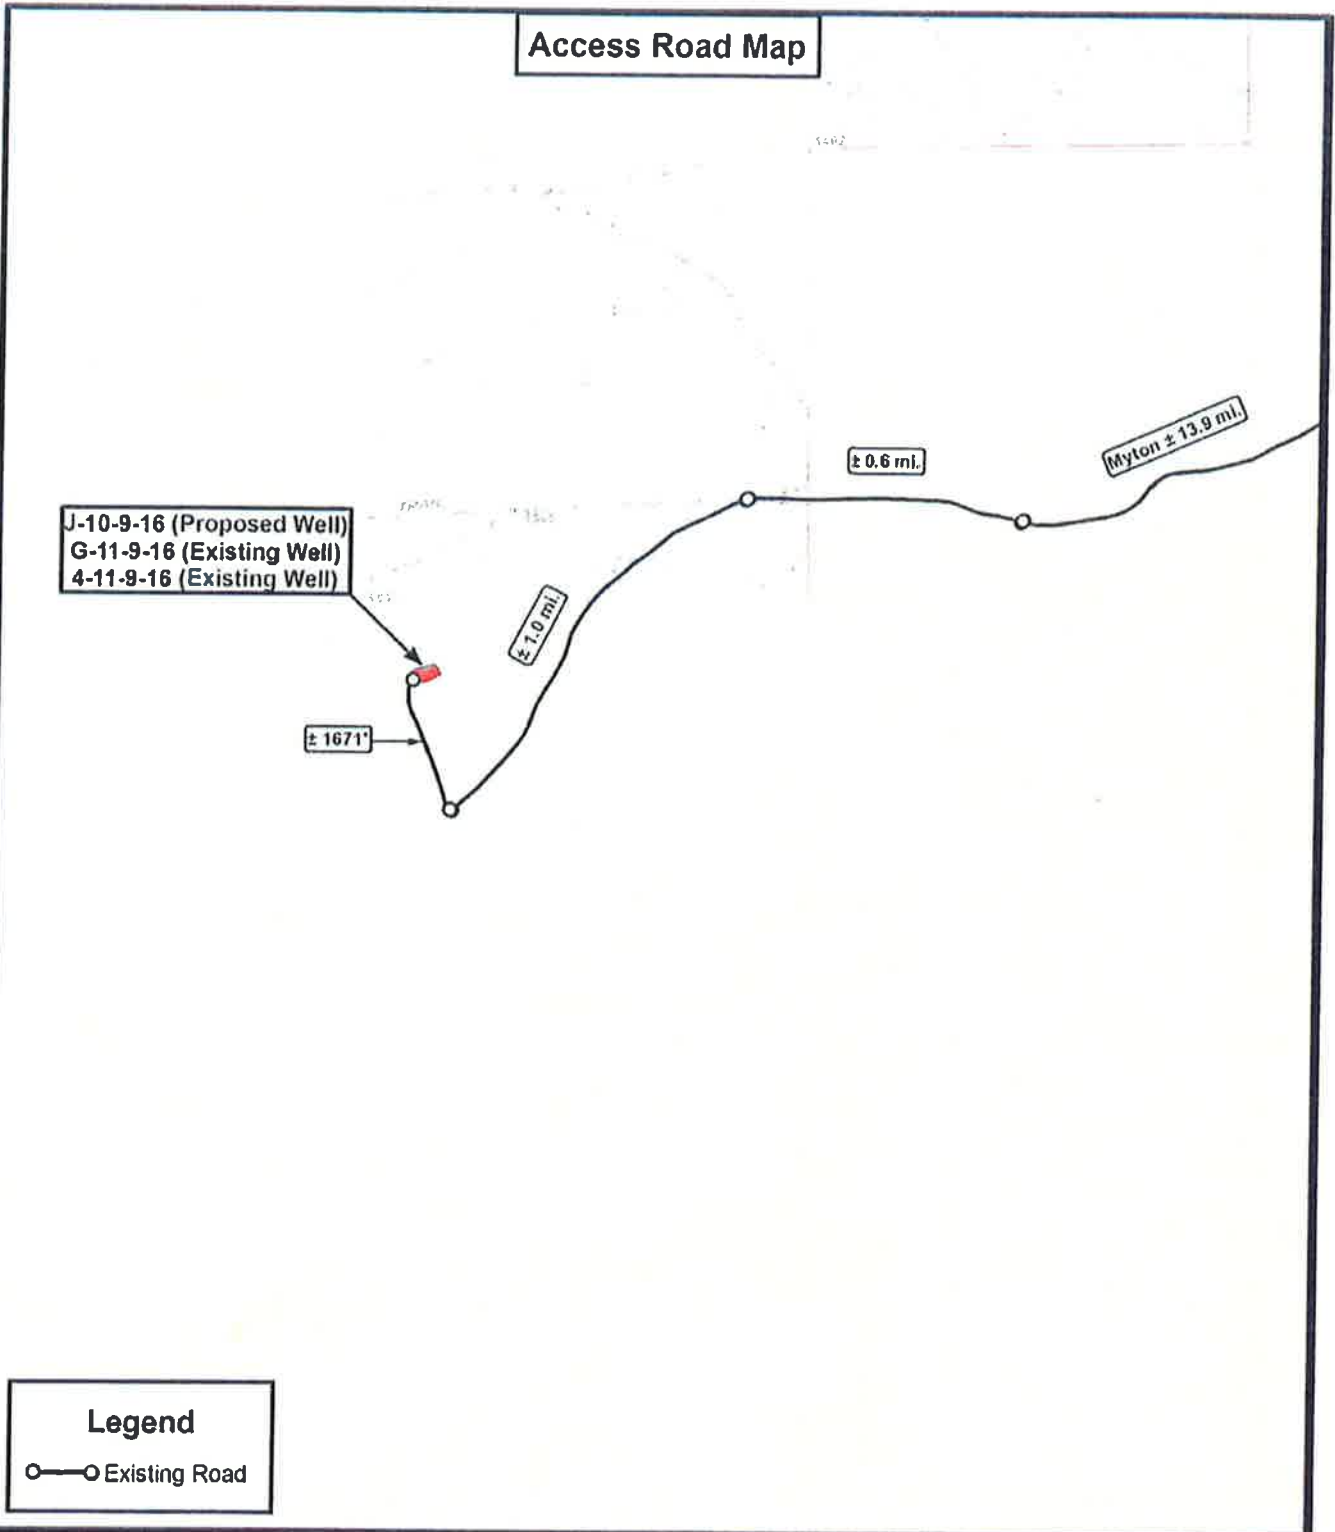 Access Road Map
± 0.6 mi.
Myton ± 13.9 mi.
J-10-9-16 (Proposed Well)
G-11-9-16 (Existing Well)
4-11-9-16 (Existing Well)
± 1.0 mi.
± 1671'
Legend
Existing Road